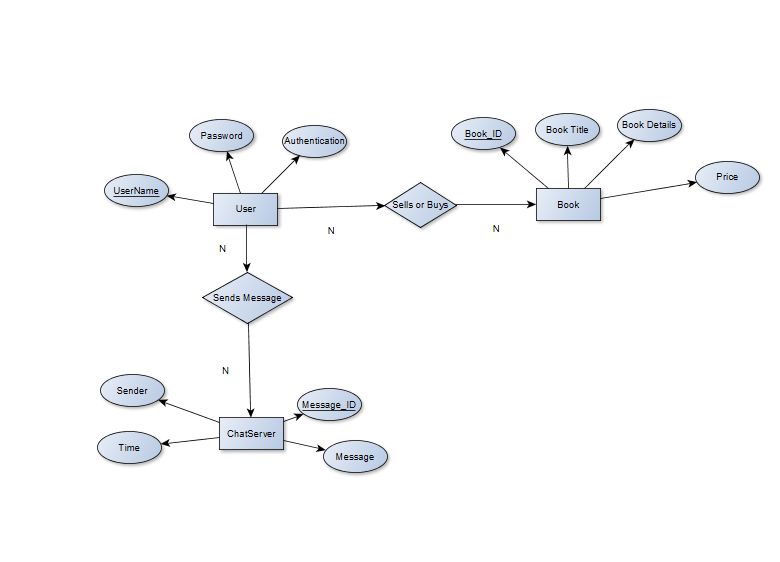 Password
Authentication
Book_ID
Book Title
Book Details
UserName
Price
User
Sells or Buys
Book
N
N
N
Sends Message
N
Sender
Message_ID
ChatServer
Time
Message